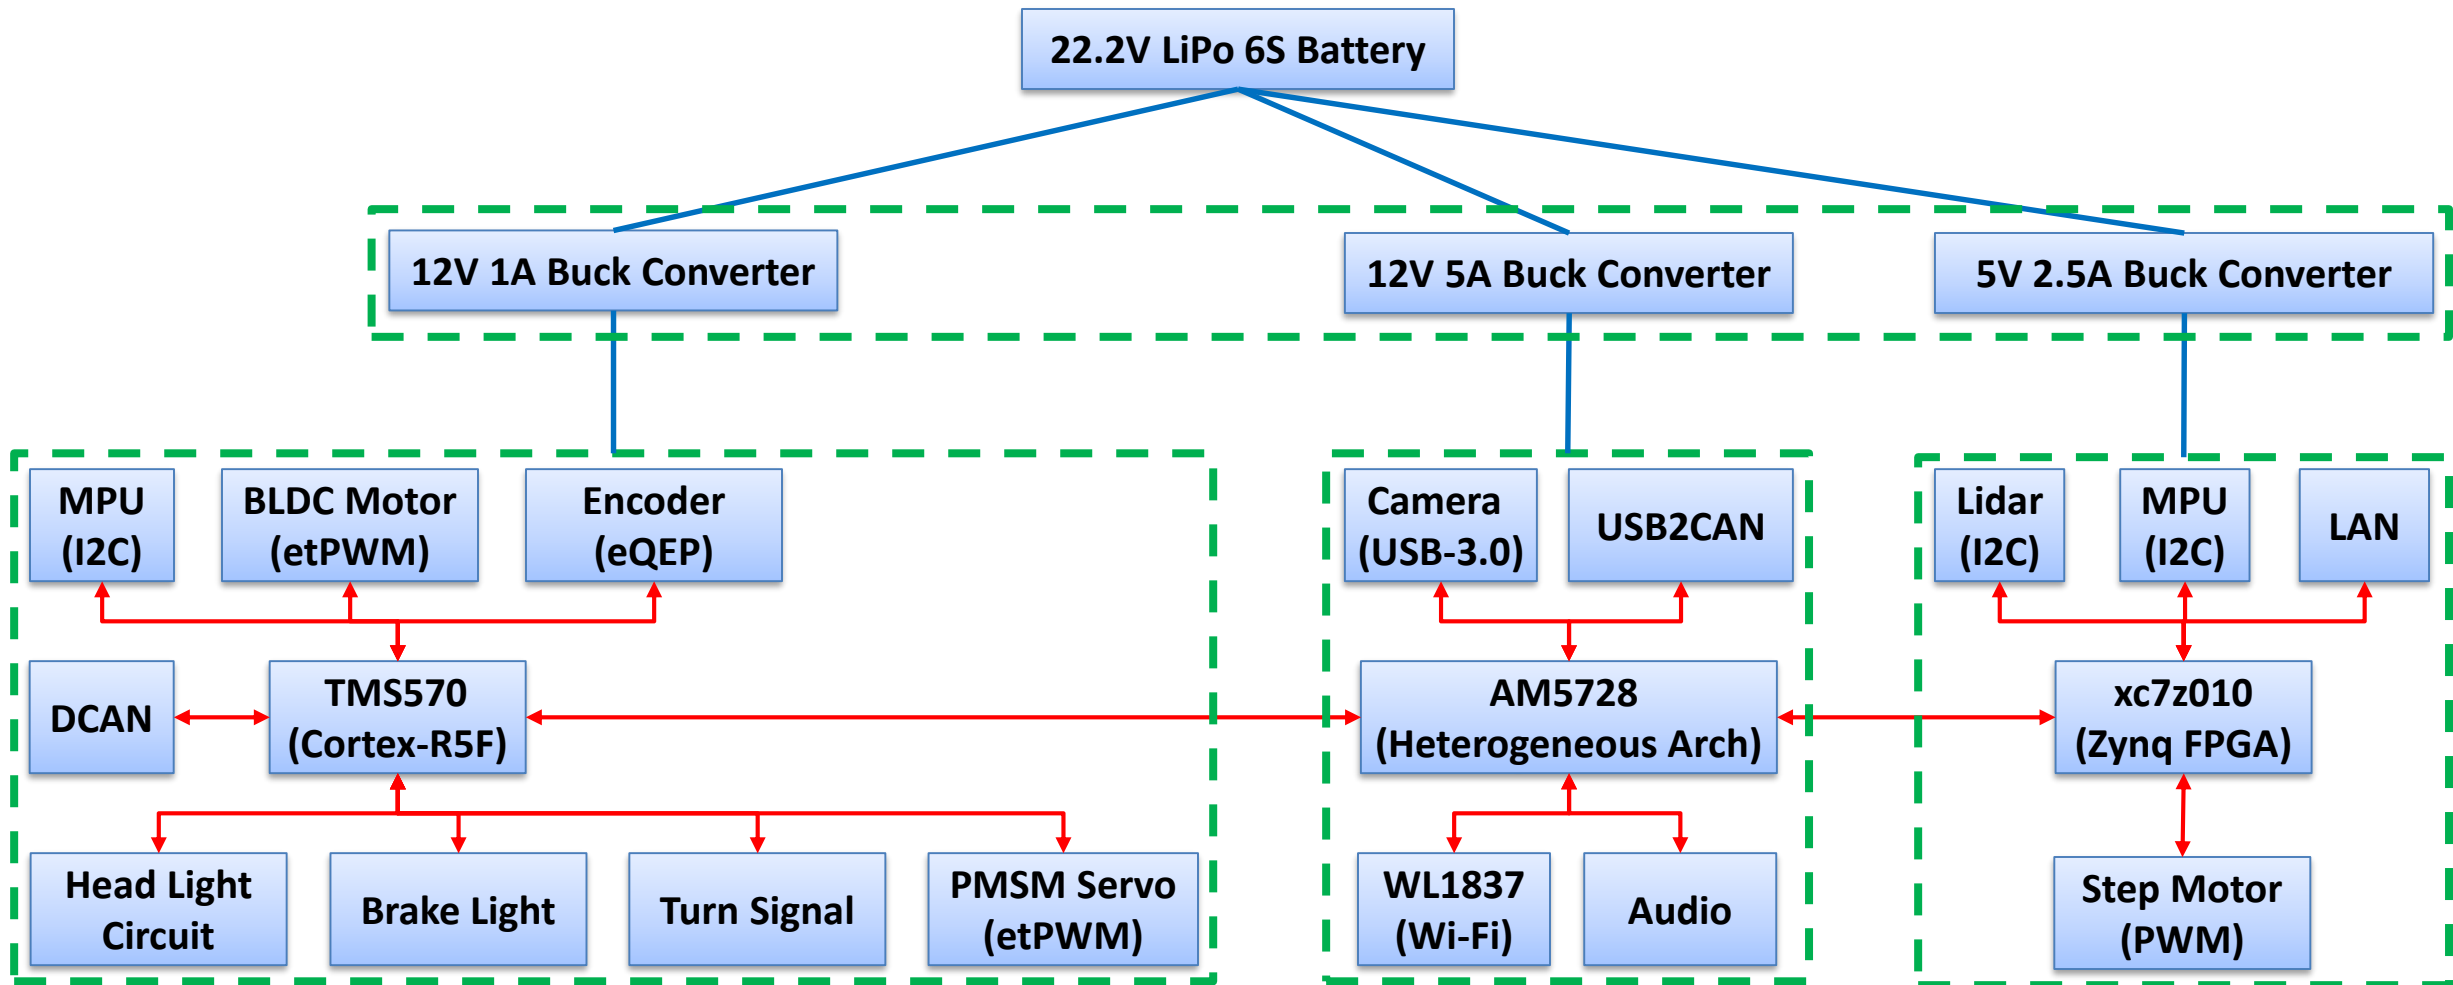 22.2V LiPo 6S Battery
12V 1A Buck Converter
12V 5A Buck Converter
5V 2.5A Buck Converter
MPU
(I2C)
BLDC Motor
(etPWM)
Encoder
(eQEP)
Camera
(USB-3.0)
USB2CAN
Lidar
(I2C)
MPU
(I2C)
LAN
DCAN
TMS570
(Cortex-R5F)
AM5728
(Heterogeneous Arch)
xc7z010
(Zynq FPGA)
Head Light
Circuit
Brake Light
Turn Signal
PMSM Servo
(etPWM)
WL1837
(Wi-Fi)
Audio
Step Motor
(PWM)